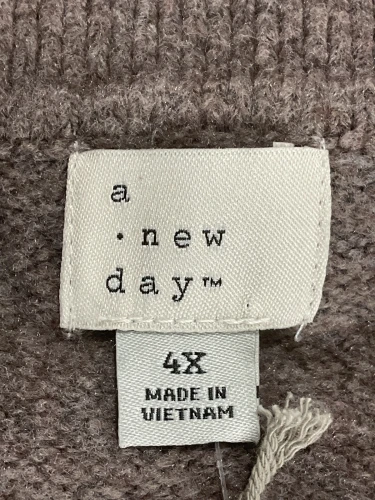 a
· new
day™
4X
MADE IN
VIETNAM